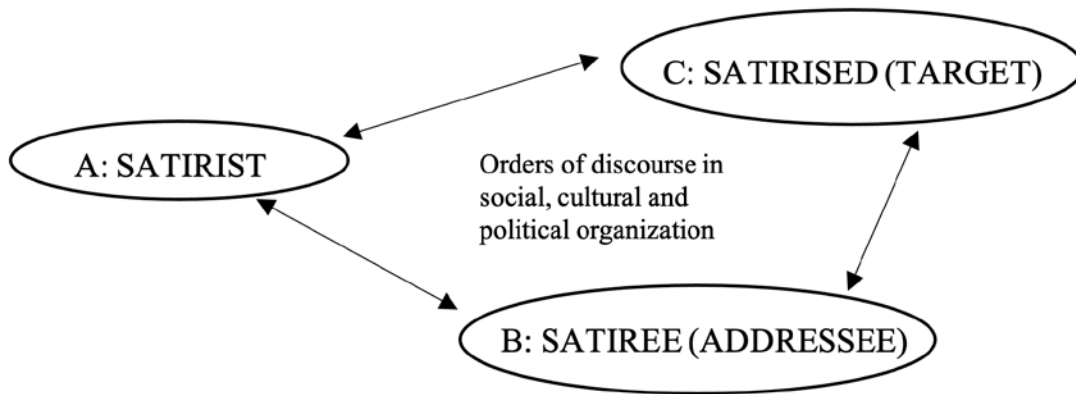 C: SATIRISED (TARGET)
A: SATIRIST
Orders of discourse in
social, cultural and
political organization
B: SATIREE (ADDRESSEE)